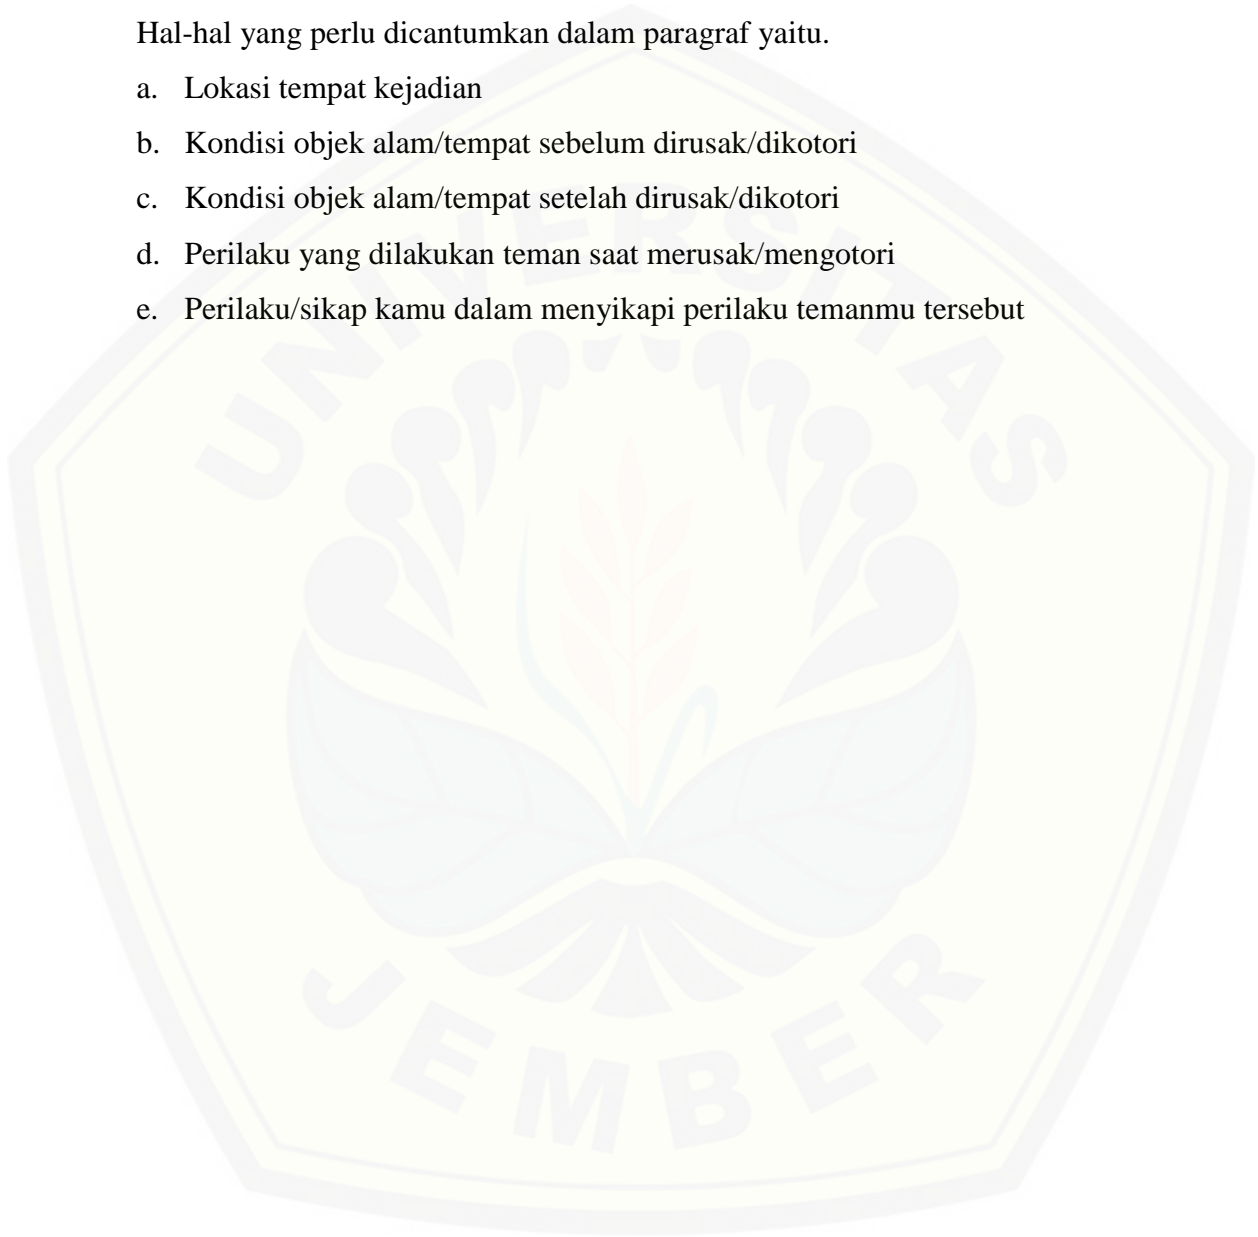 Hal-hal yang perlu dicantumkan dalam paragraf yaitu.
a. Lokasi tempat kejadian
b. Kondisi objek alam/tempat sebelum dirusak/dikotori
c. Kondisi objek alam/tempat setelah dirusak/dikotori
d. Perilaku yang dilakukan teman saat merusak/mengotori
e. Perilaku/sikap kamu dalam menyikapi perilaku temanmu tersebut
UNIVERSITAS
JEMBER